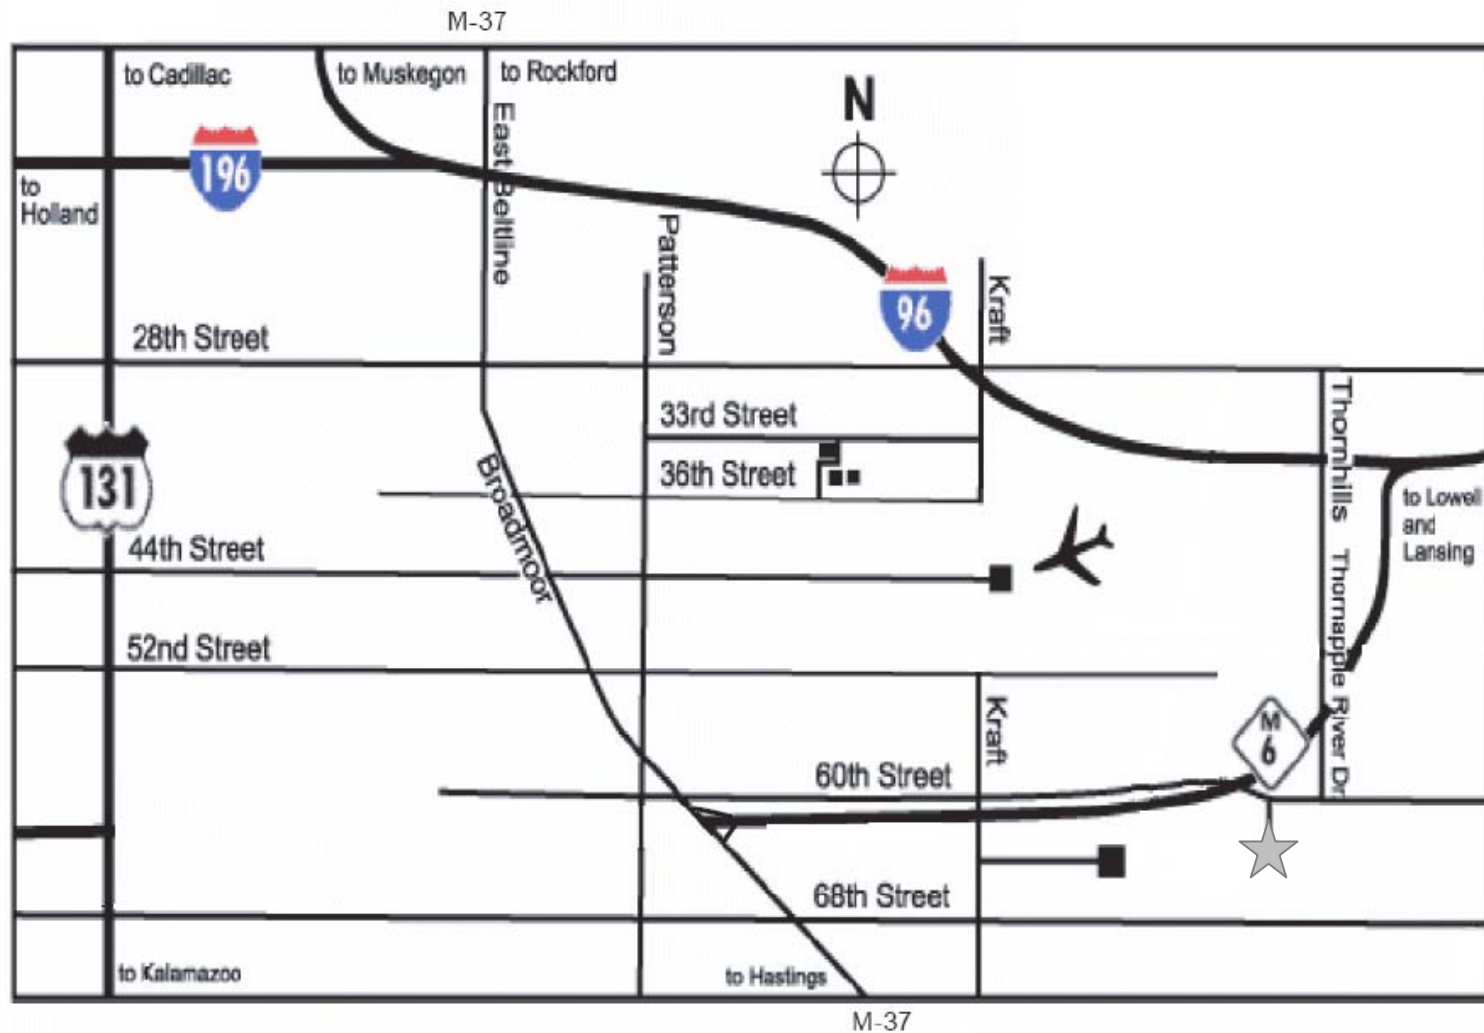 M-37
to Cadillac
to Muskegon
to Rockford
N
East Beltline
196
to
Holland
Patterson
96
Kraft
28th Street
Thornhills
33rd Street
131
36th Street
Broadmoor
to Lowell
and
Lansing
44th Street
Thornapple River Dr.
52nd Street
Kraft
M
6
60th Street
68th Street
to Kalamazoo
to Hastings
M-37